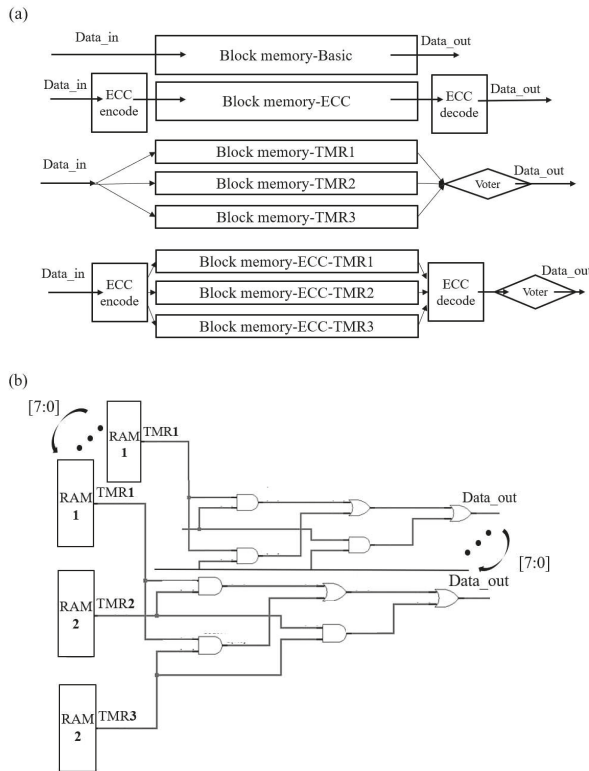 (a)
Data_in
Block memory-Basic
Data_out
Data_in
ECC
encode
Block memory-ECC
ECC
decode
Data_out
Data_in
Block memory-TMR1
Block memory-TMR2
Block memory-TMR3
Voter
Data_out
Data_in
ECC
encode
Block memory-ECC-TMR1
Block memory-ECC-TMR2
Block memory-ECC-TMR3
ECC
decode
Voter
Data_out
(b)
[7:0]
RAM
1
TMR1
RAM
1
TMR1
Data_out
[7:0]
RAM
2
TMR2
Data_out
RAM
2
TMR3